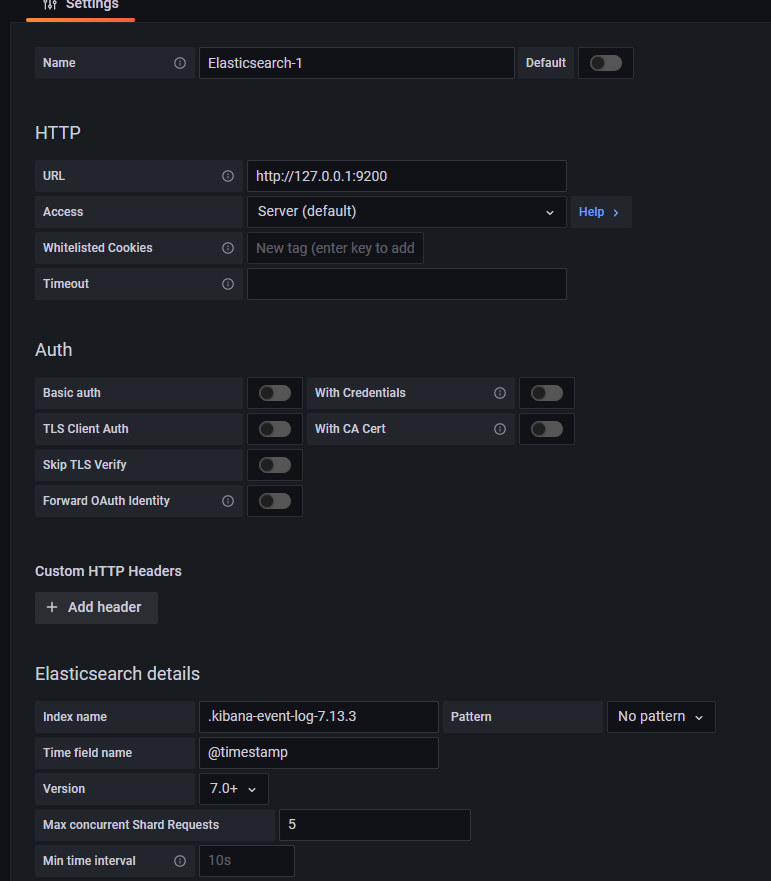 Settings
Name Elasticsearch-1 Default
HTTP
URL http://127.0.0.1:9200
Access Server (default) Help >
Whitelisted Cookies New tag (enter key to add
Timeout
Auth
Basic auth With Credentials
TLS Client Auth With CA Cert
Skip TLS Verify
Forward OAuth Identity
Custom HTTP Headers
+ Add header
Elasticsearch details
Index name .kibana-event-log-7.13.3 Pattern No pattern
Time field name @timestamp
Version 7.0+
Max concurrent Shard Requests 5
Min time interval 10s